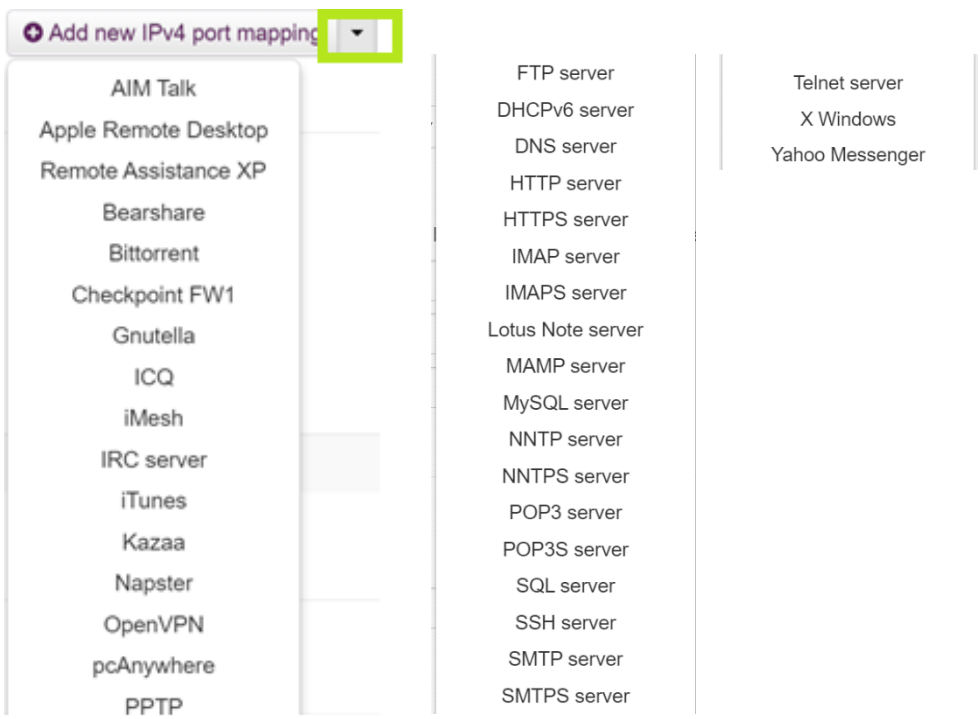 Add new IPv4 port mapping
AIM Talk
Apple Remote Desktop
Remote Assistance XP
Bearshare
Bittorrent
Checkpoint FW1
Gnutella
ICQ
iMesh
IRC server
iTunes
Kazaa
Napster
OpenVPN
pcAnywhere
PPTP
FTP server
DHCPv6 server
DNS server
HTTP server
HTTPS server
IMAP server
IMAPS server
Lotus Note server
MAMP server
MySQL server
NNTP server
NNTPS server
POP3 server
POP3S server
SQL server
SSH server
SMTP server
SMTPS server
Telnet server
X Windows
Yahoo Messenger